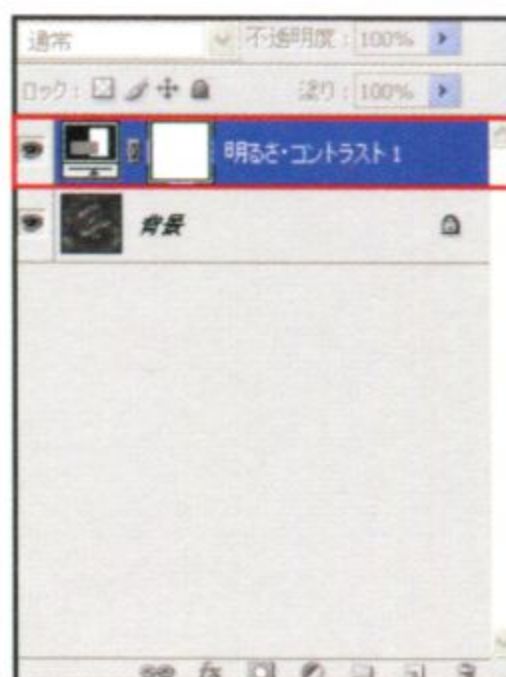 通常 不透明度 : 100%
ロック : 塗り : 100%
明るさ・コントラスト 1
背景
fx